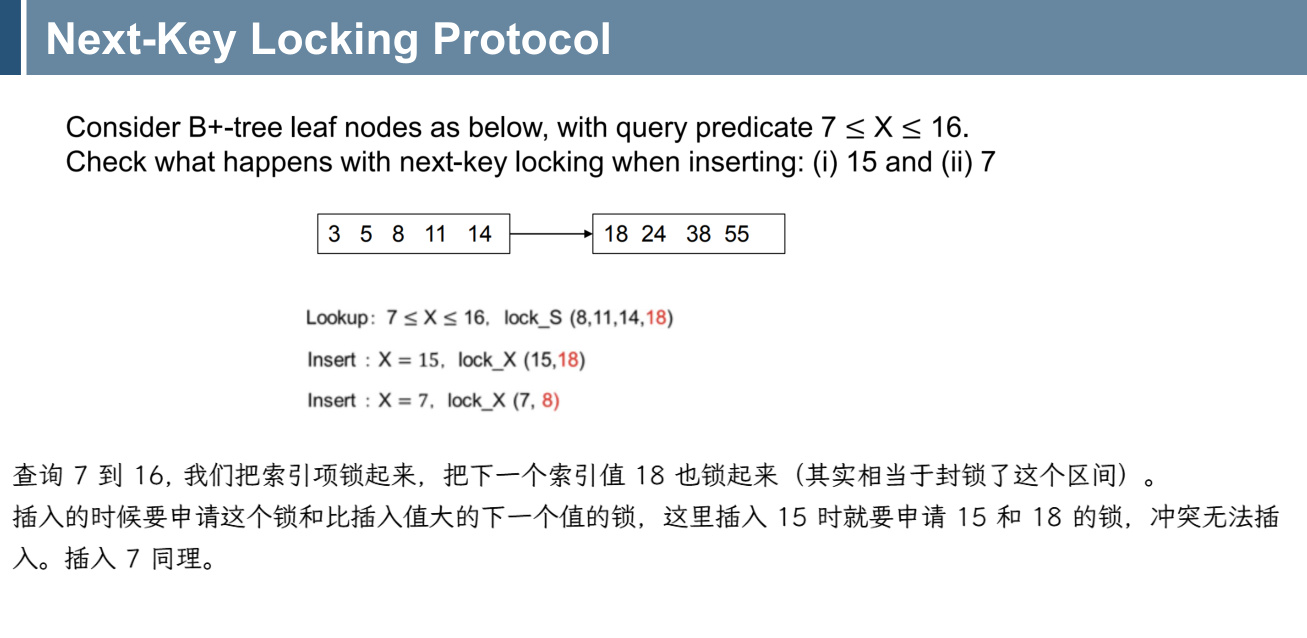 Next-Key Locking Protocol
Consider B+-tree leaf nodes as below, with query predicate 7 ≤ X ≤ 16.
Check what happens with next-key locking when inserting: (i) 15 and (ii) 7
3 5 8 11 14
18 24 38 55
Lookup: 7 ≤ X ≤ 16, lock_S (8,11,14,18)
Insert : X = 15, lock_X (15,18)
Insert : X = 7, lock_X (7, 8)
查询 7 到 16, 我们把索引项锁起来，把下一个索引值 18 也锁起来（其实相当于封锁了这个区间）。
插入的时候要申请这个锁和比插入值大的下一个值的锁，这里插入 15 时就要申请 15 和 18 的锁，冲突无法插
入。插入 7 同理。